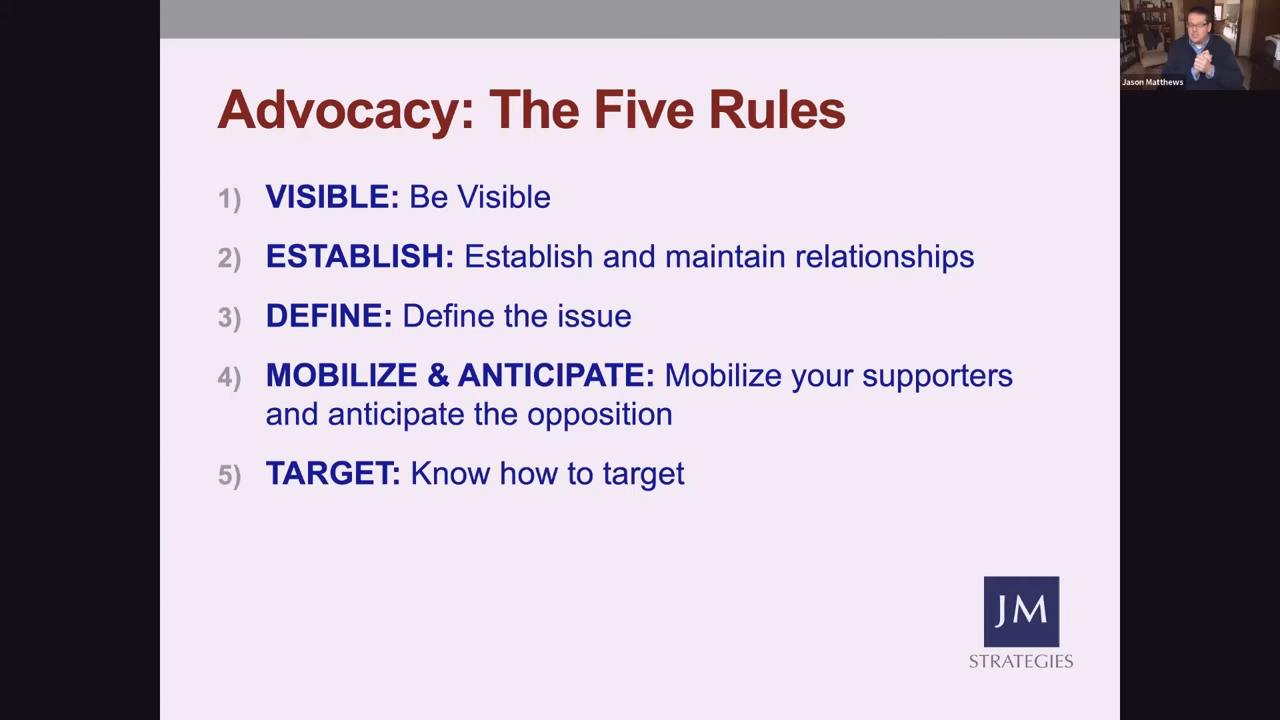 Advocacy: The Five Rules
1) VISIBLE: Be Visible
2) ESTABLISH: Establish and maintain relationships
3) DEFINE: Define the issue
4) MOBILIZE & ANTICIPATE: Mobilize your supporters
and anticipate the opposition
5) TARGET: Know how to target
JM
STRATEGIES
Jason Matthews